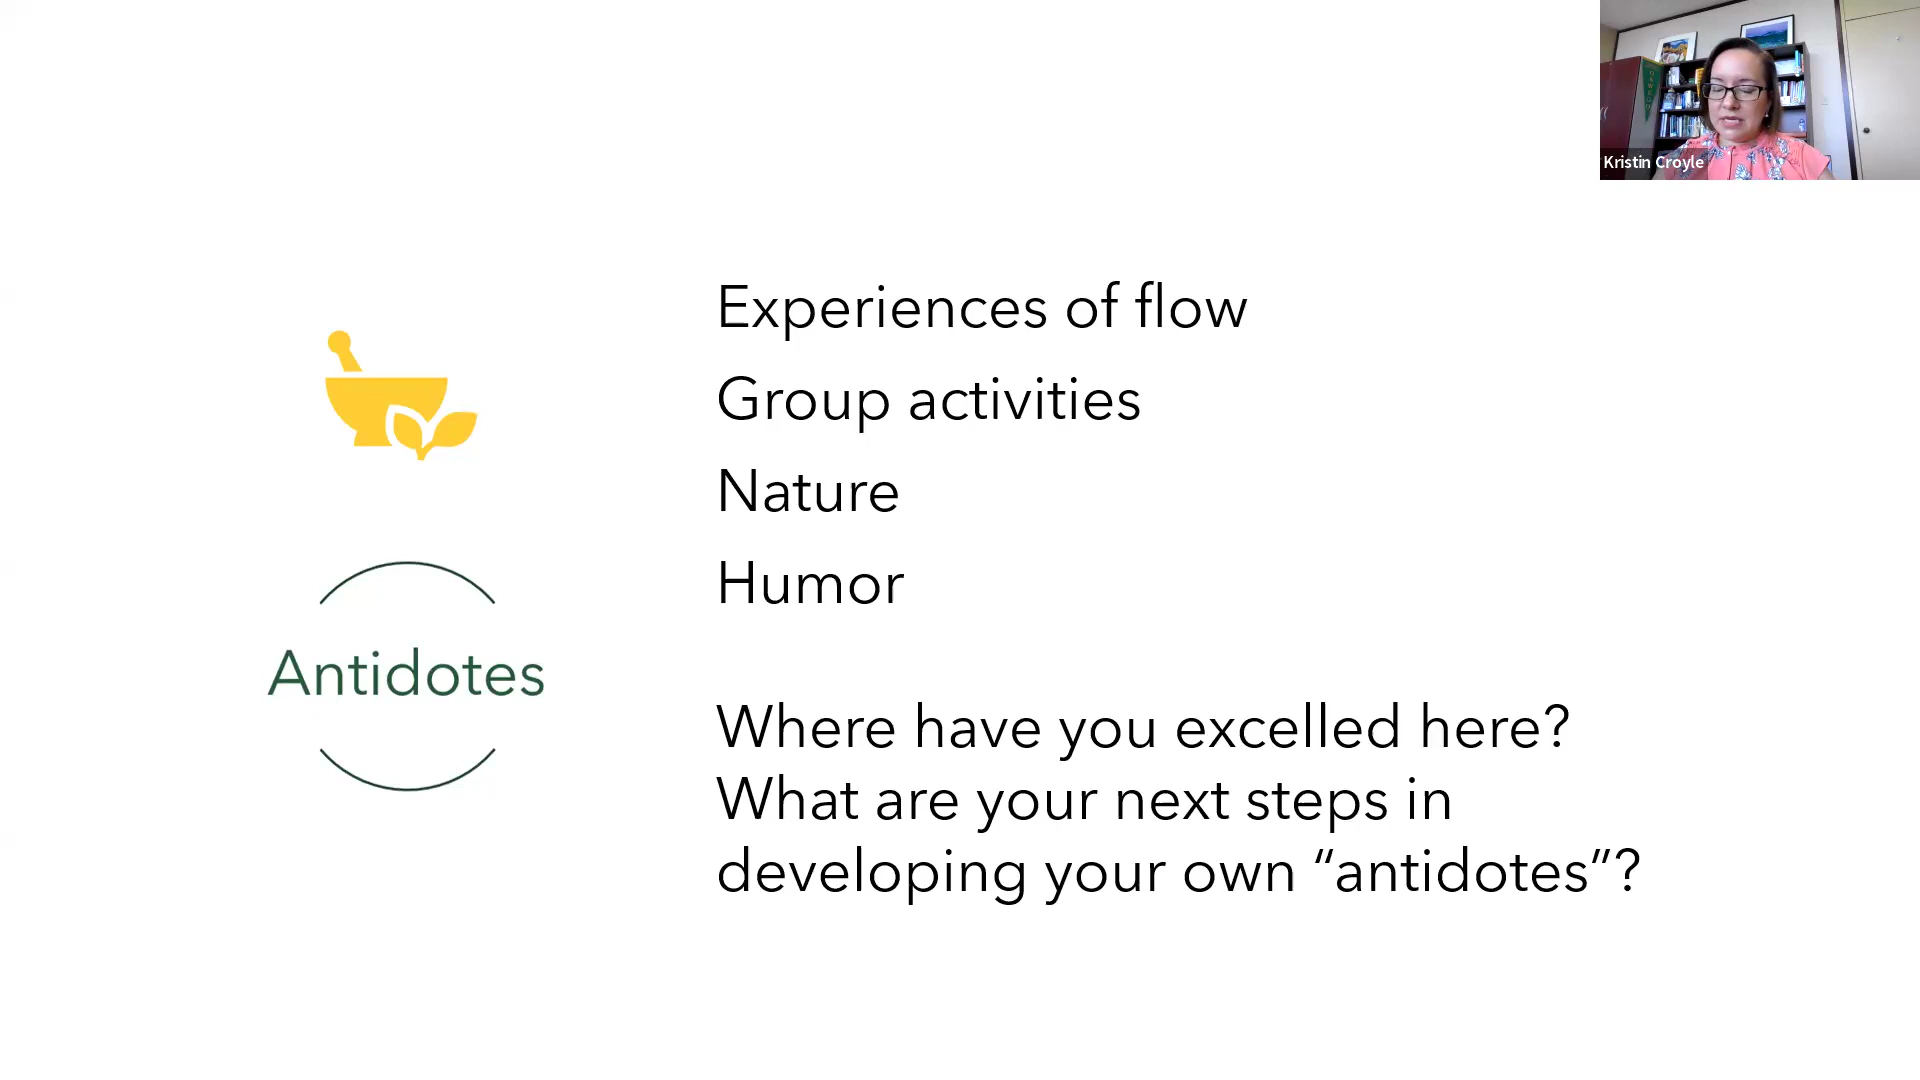 Kristin Croyle
Experiences of flow
Group activities
Nature
Humor
Antidotes
Where have you excelled here?
What are your next steps in
developing your own “antidotes”?
OSWEGO